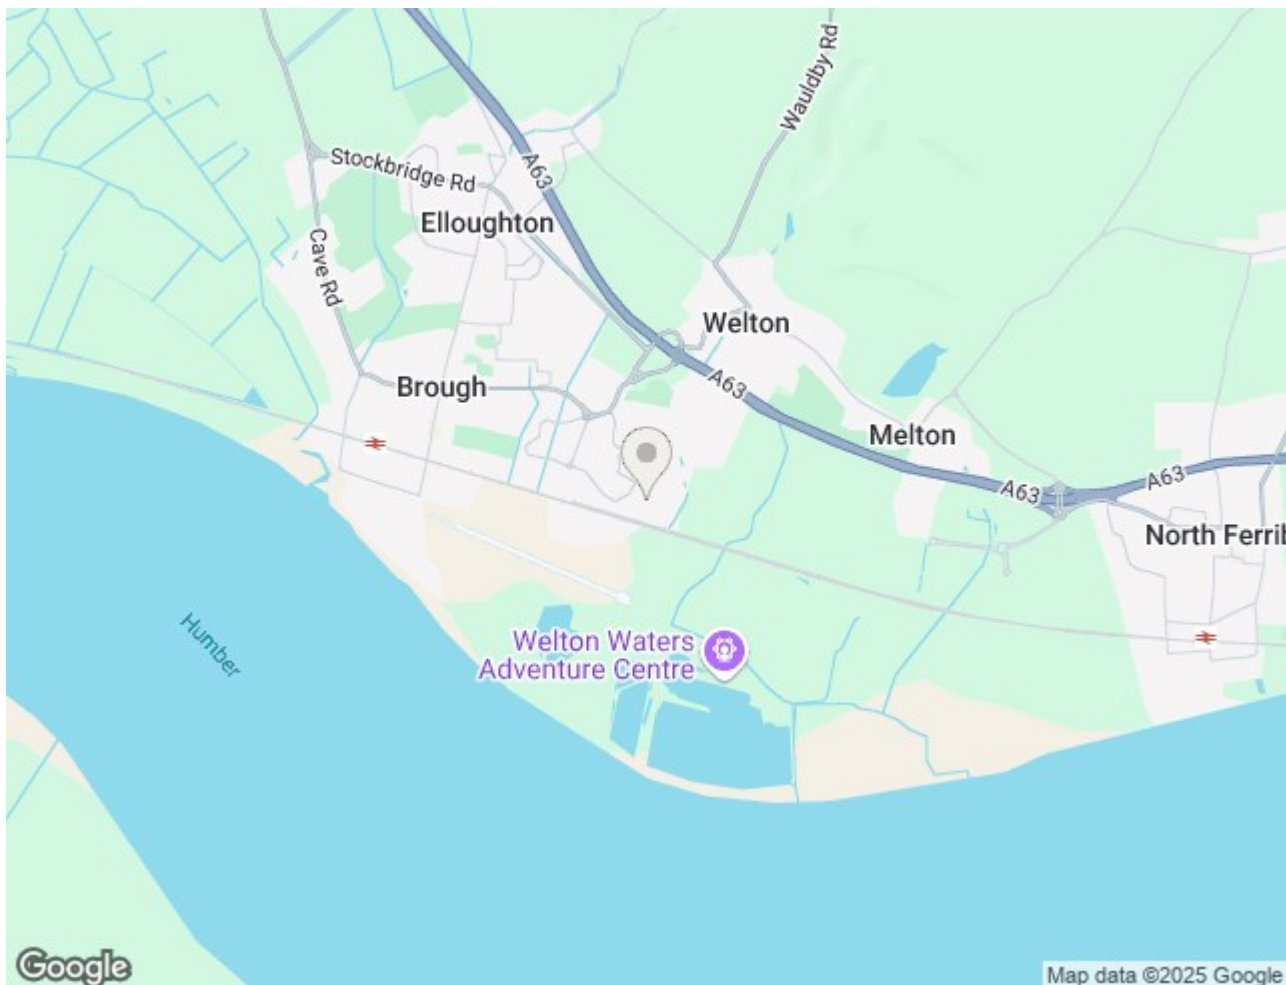 Wauldby Rd
A63
Stockbridge Rd
Elloughton
Cave Rd
Welton
A63
Brough
Melton
A63
A63
North Ferrib
Humber
Welton Waters
Adventure Centre
Google
Map data ©2025 Google